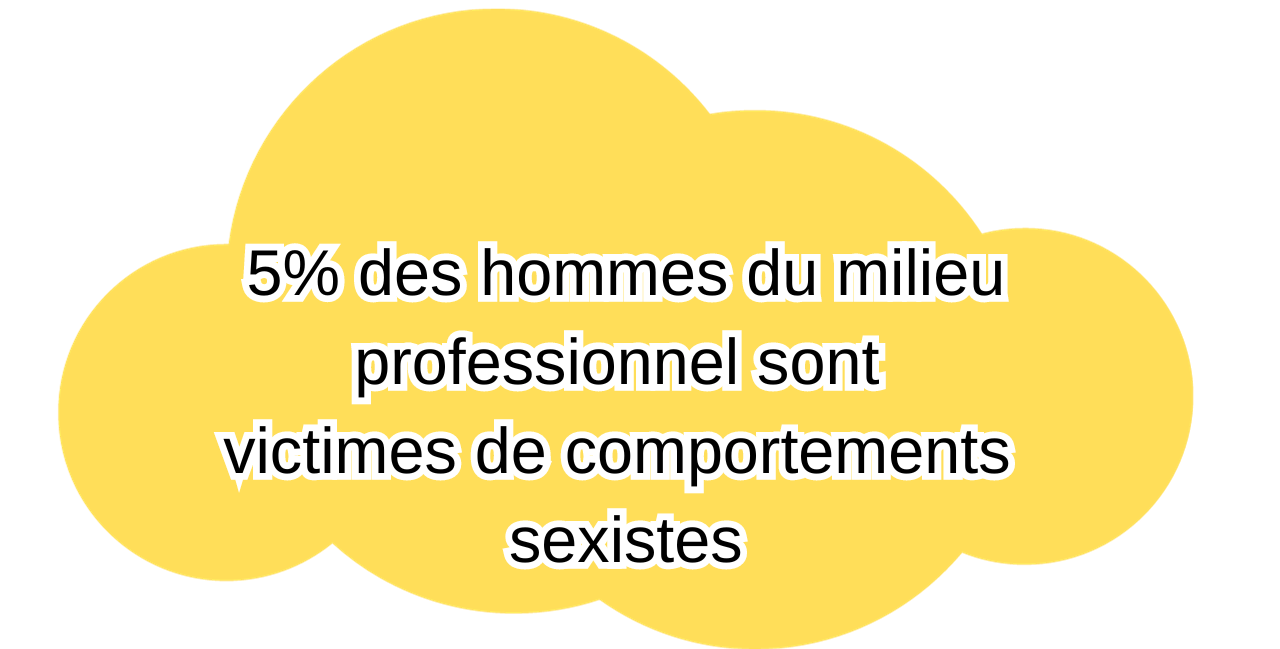 5% des hommes du milieu
professionnel sont
victimes de comportements
sexistes